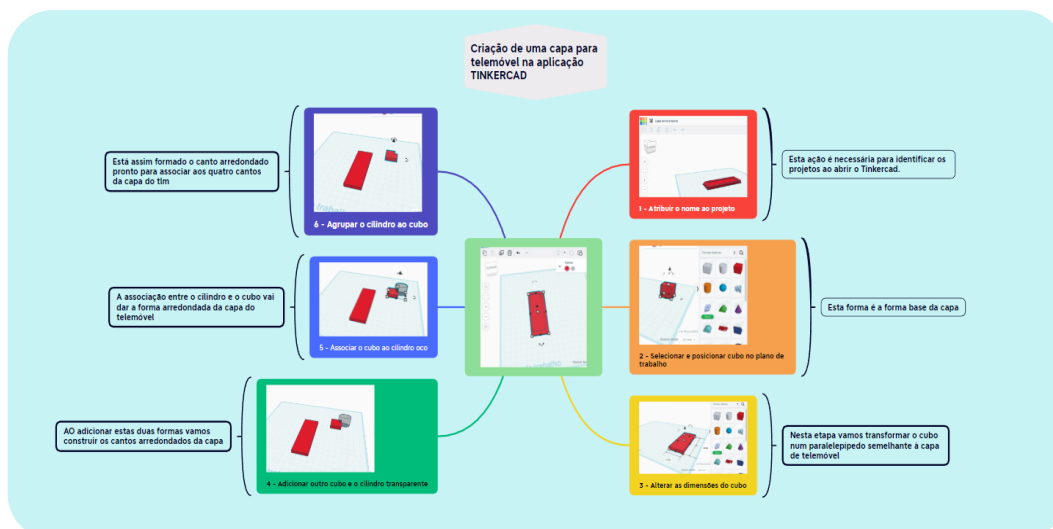 Criação de uma capa para
telemóvel na aplicação
TINKERCAD
1 - Atribuir o nome ao projeto
Esta ação é necessária para identificar os
projetos ao abrir o Tinkercad.
2 - Selecionar e posicionar cubo no plano de
trabalho
Esta forma é a forma base da capa
3 - Alterar as dimensões do cubo
Nesta etapa vamos transformar o cubo
num paralelepipedo semelhante à capa
de telemóvel
4 - Adicionar outro cubo e o cilindro transparente
AO adicionar estas duas formas vamos
construir os cantos arredondados da capa
5 - Associar o cubo ao cilindro oco
A associação entre o cilindro e o cubo vai
dar a forma arredondada da capa do
telemóvel
6 - Agrupar o cilindro ao cubo
Está assim formado o canto arredondado
pronto para associar aos quatro cantos
da capa do tlm